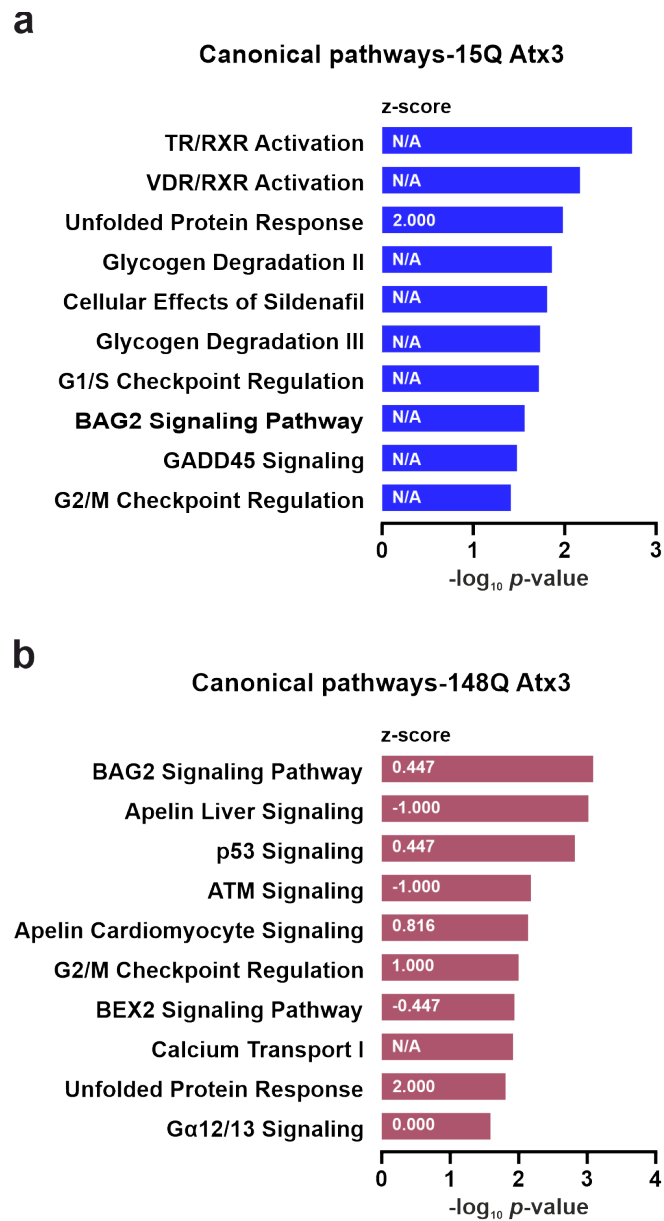 a
Canonical pathways-15Q Atx3
z-score
TR/RXR Activation N/A
VDR/RXR Activation N/A
Unfolded Protein Response 2.000
Glycogen Degradation II N/A
Cellular Effects of Sildenafil N/A
Glycogen Degradation III N/A
G1/S Checkpoint Regulation N/A
BAG2 Signaling Pathway N/A
GADD45 Signaling N/A
G2/M Checkpoint Regulation N/A
0 1 2 3
-log₁₀ p-value
b
Canonical pathways-148Q Atx3
z-score
BAG2 Signaling Pathway 0.447
Apelin Liver Signaling -1.000
p53 Signaling 0.447
ATM Signaling -1.000
Apelin Cardiomyocyte Signaling 0.816
G2/M Checkpoint Regulation 1.000
BEX2 Signaling Pathway -0.447
Calcium Transport I N/A
Unfolded Protein Response 2.000
Gα12/13 Signaling 0.000
0 1 2 3 4
-log₁₀ p-value